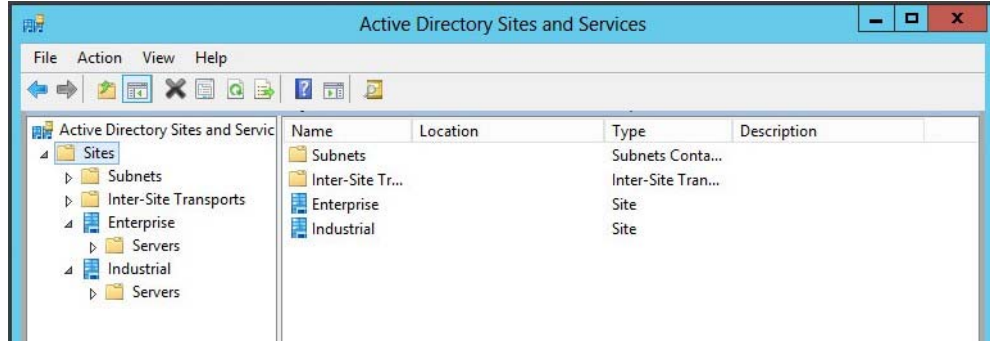 Active Directory Sites and Services
File Action View Help
Active Directory Sites and Servic
Sites
Subnets
Inter-Site Transports
Enterprise
Servers
Industrial
Servers
Name Location Type Description
Subnets Subnets Conta...
Inter-Site Tr... Inter-Site Tran...
Enterprise Site
Industrial Site